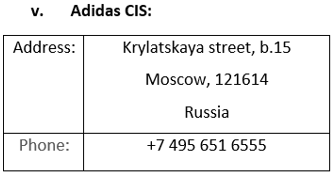 v. Adidas CIS:
Address: Krylatskaya street, b.15
Moscow, 121614
Russia
Phone: +7 495 651 6555